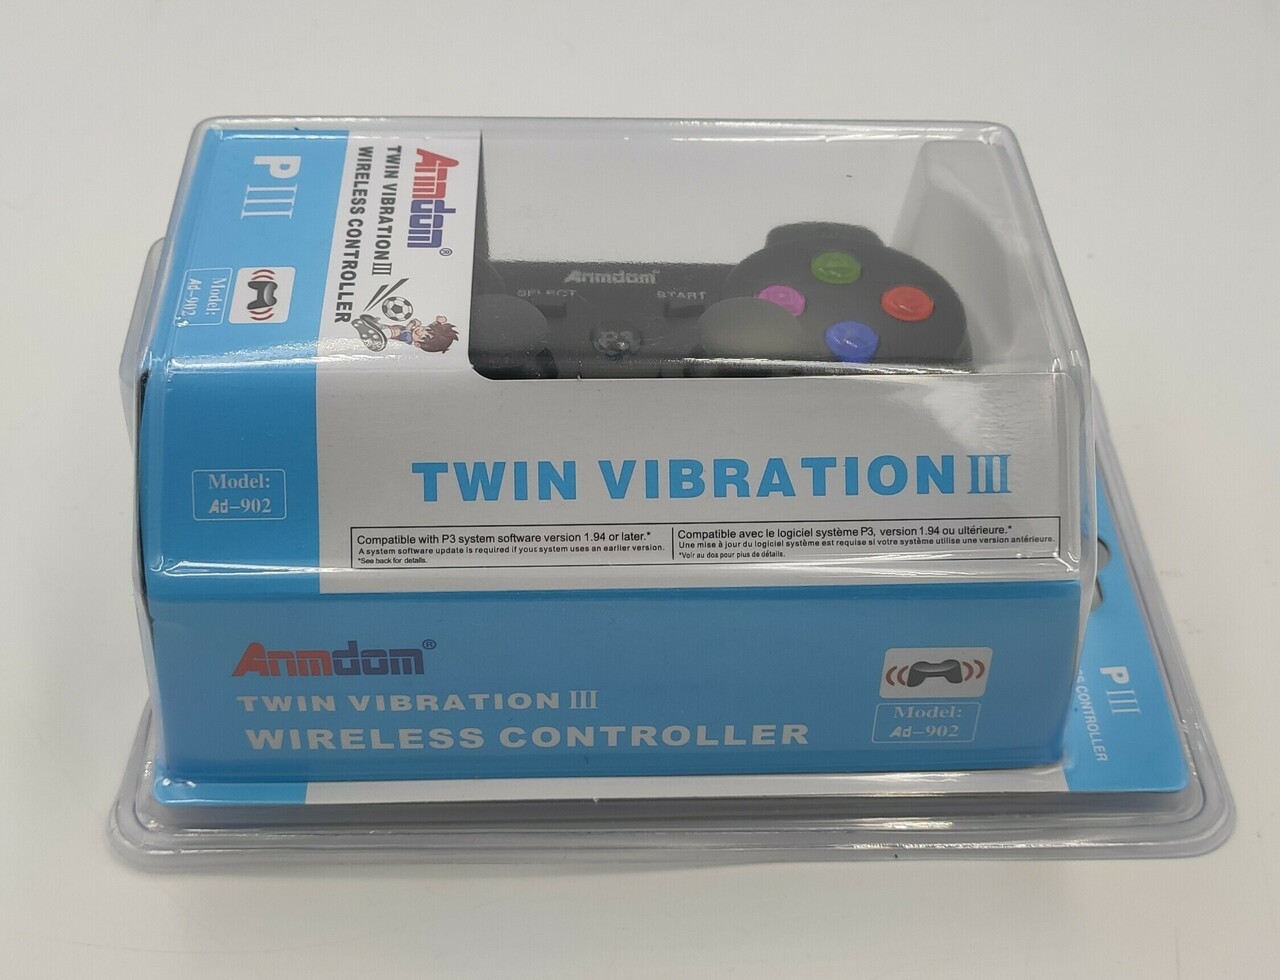 P III
Armdom®
TWIN VIBRATION III
WIRELESS CONTROLLER
Model:
Ad-902
Armdom
SELECT
START
P3
TWIN VIBRATION III
Model:
Ad-902
Compatible with P3 system software version 1.94 or later.*
A system software update is required if your system uses an earlier version.
*See back for details.
Compatible avec le logiciel système P3, version 1.94 ou ultérieure.*
Une mise à jour du logiciel système est requise si votre système utilise une version antérieure.
*Voir au dos pour plus de détails.
Armdom®
TWIN VIBRATION III
WIRELESS CONTROLLER
Model:
Ad-902
P III
CONTROLLER